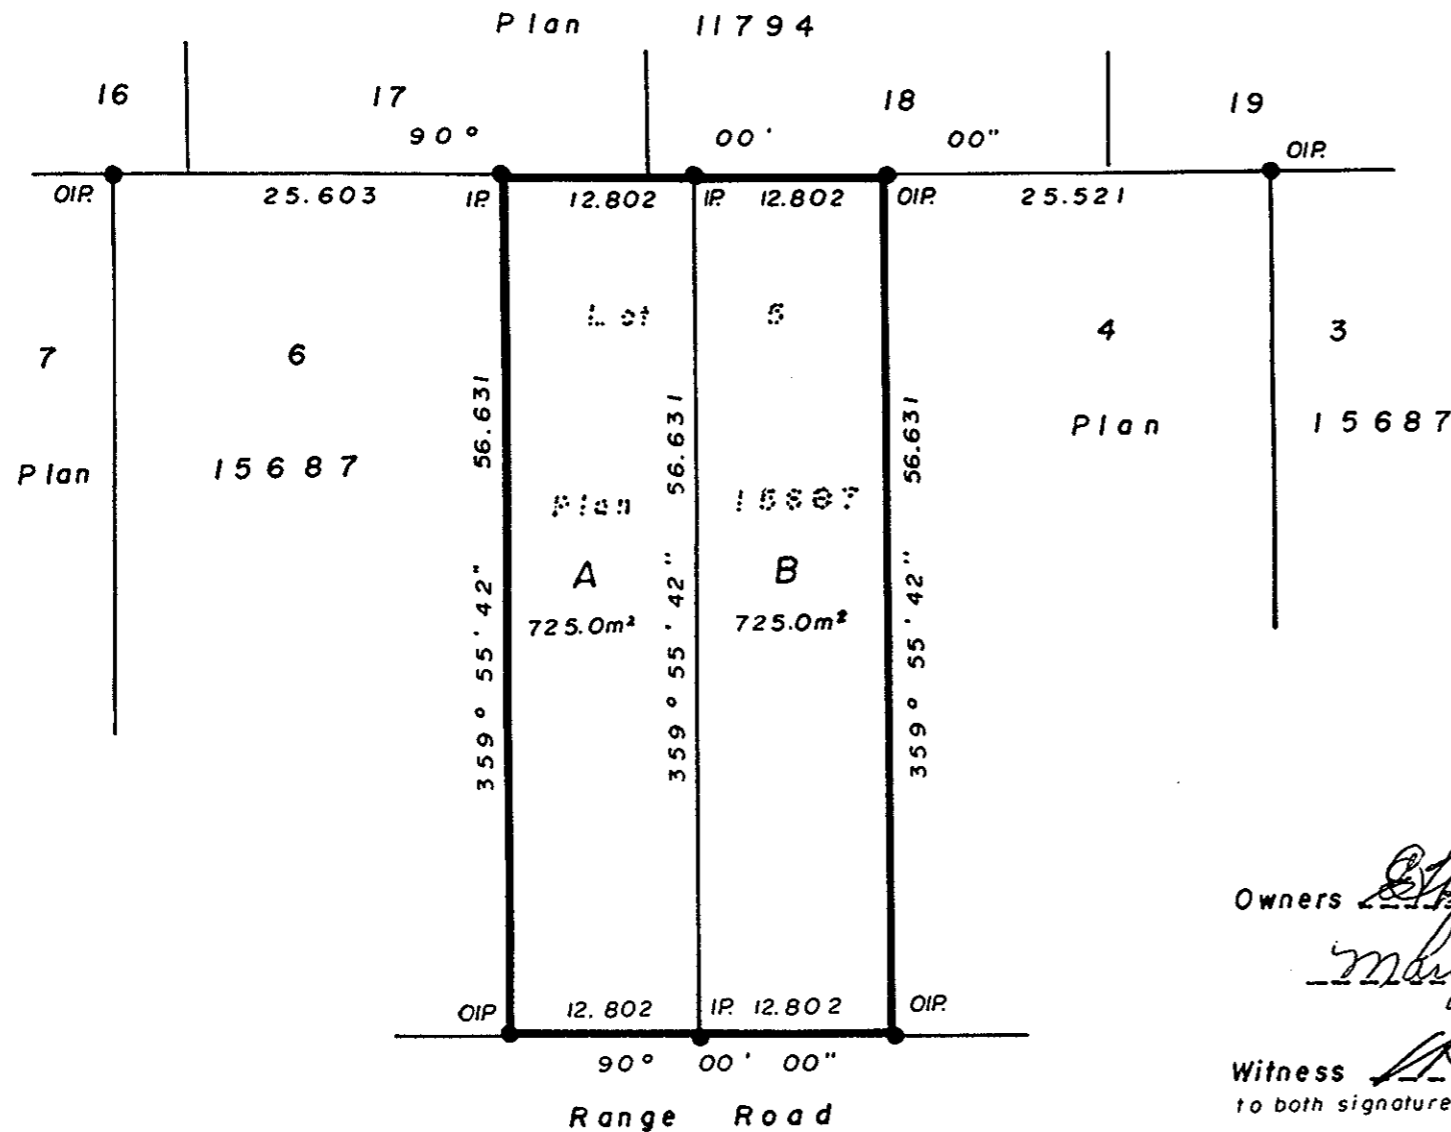 Plan 11794
16 17 18 19
90° 00' 00"
OIP.
OIP. 25.603 IP. 12.802 IP. 12.802 OIP. 25.521
Lot 5
7 6 4 3
56.631 56.631 56.631
Plan 15687
Plan 15687
Plan 15687
A B
725.0m² 725.0m²
359° 55' 42" 359° 55' 42" 359° 55' 42"
Owners
OIP 12.802 IP. 12.802 OIP.
90° 00' 00"
Witness
to both signature
Range Road